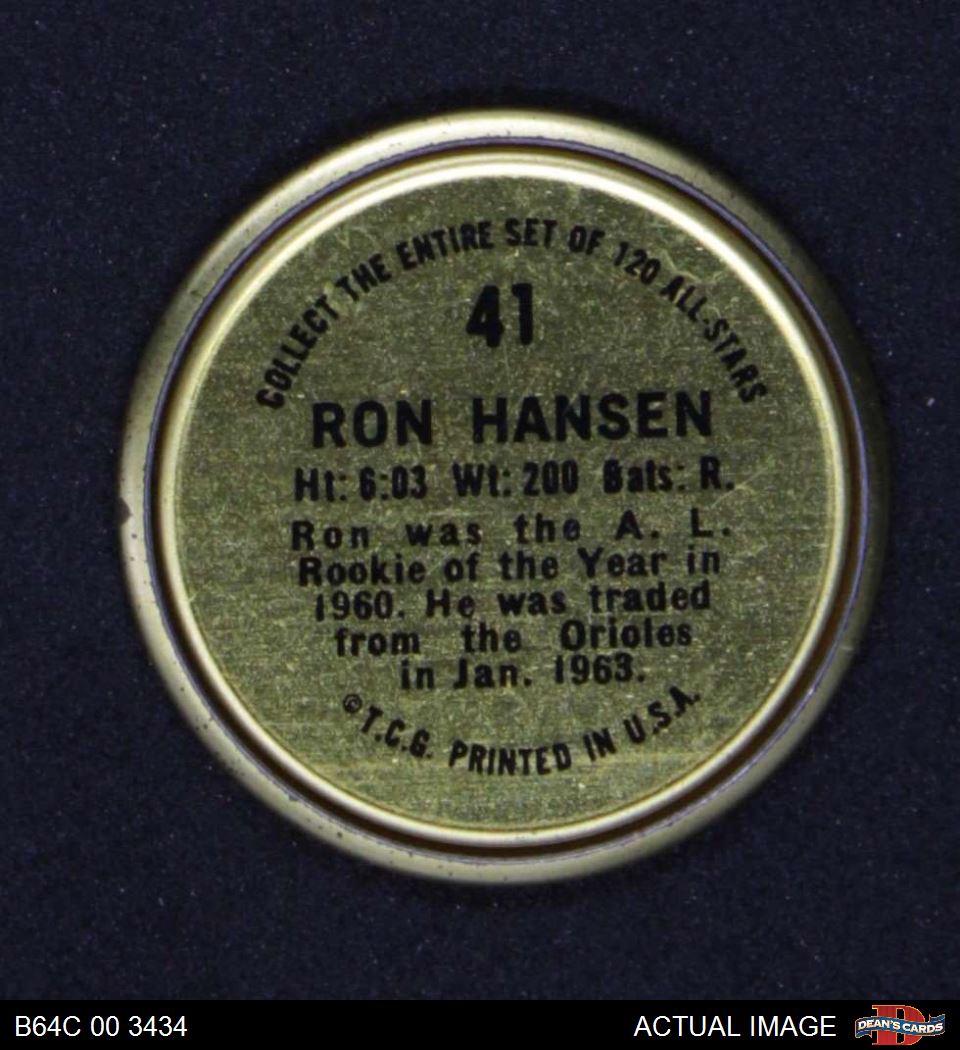 COLLECT THE ENTIRE SET OF 120 ALL-STARS
41
RON HANSEN
Ht: 6:03 Wt: 200 Bats: R.
Ron was the A. L.
Rookie of the Year in
1960. He was traded
from the Orioles
in Jan. 1963.
©T.C.G. PRINTED IN U.S.A.
B64C 00 3434 ACTUAL IMAGE DEAN'S CARDS